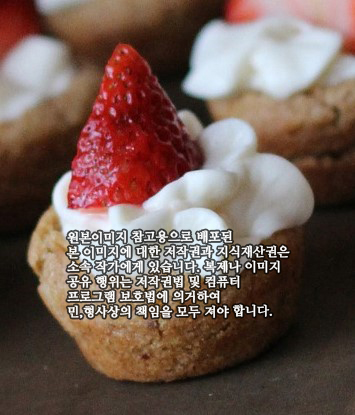 원본이미지 참고용으로 배포된
본 이미지에 대한 저작권과 지식재산권은
소속 작가에게 있습니다. 복제나 이미지
공유 행위는 저작권법 및 컴퓨터
프로그램 보호법에 의거하여
민,형사상의 책임을 모두 져야 합니다.